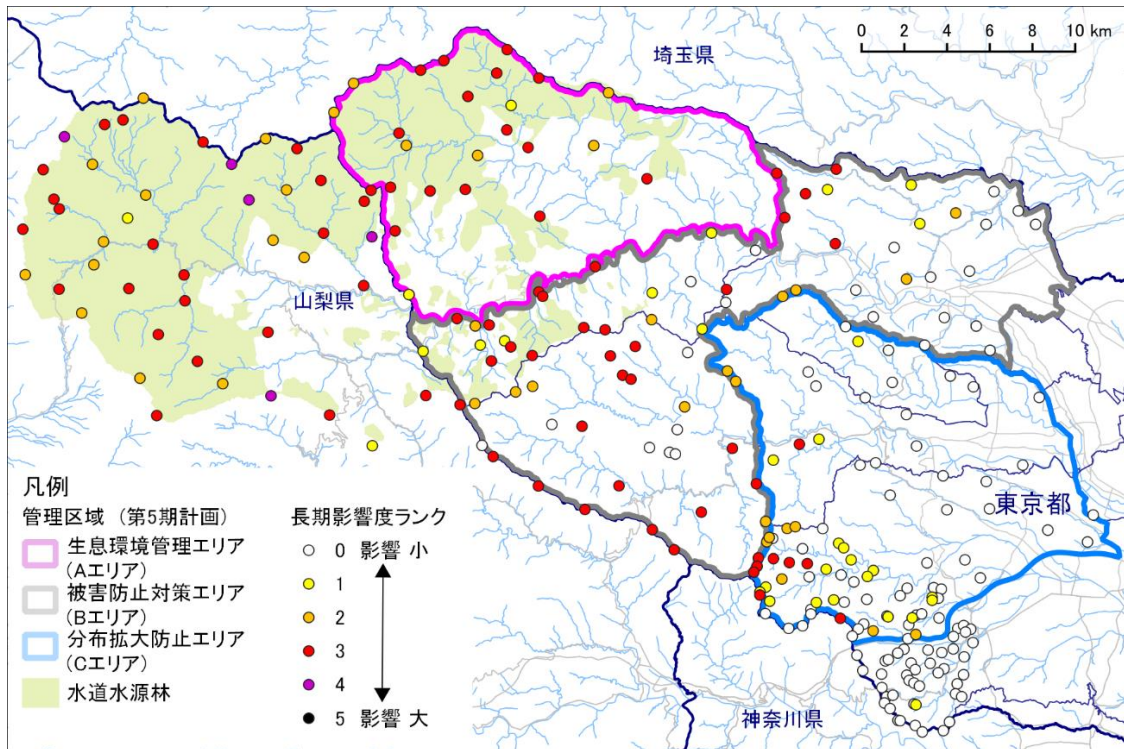 0 2 4 6 8 10 km
埼玉県
山梨県
東京都
神奈川県
凡例
管理区域 (第5期計画)
生息環境管理エリア
(Aエリア)
被害防止対策エリア
(Bエリア)
分布拡大防止エリア
(Cエリア)
水道水源林
長期影響度ランク
0 影響 小
1
2
3
4
5 影響 大